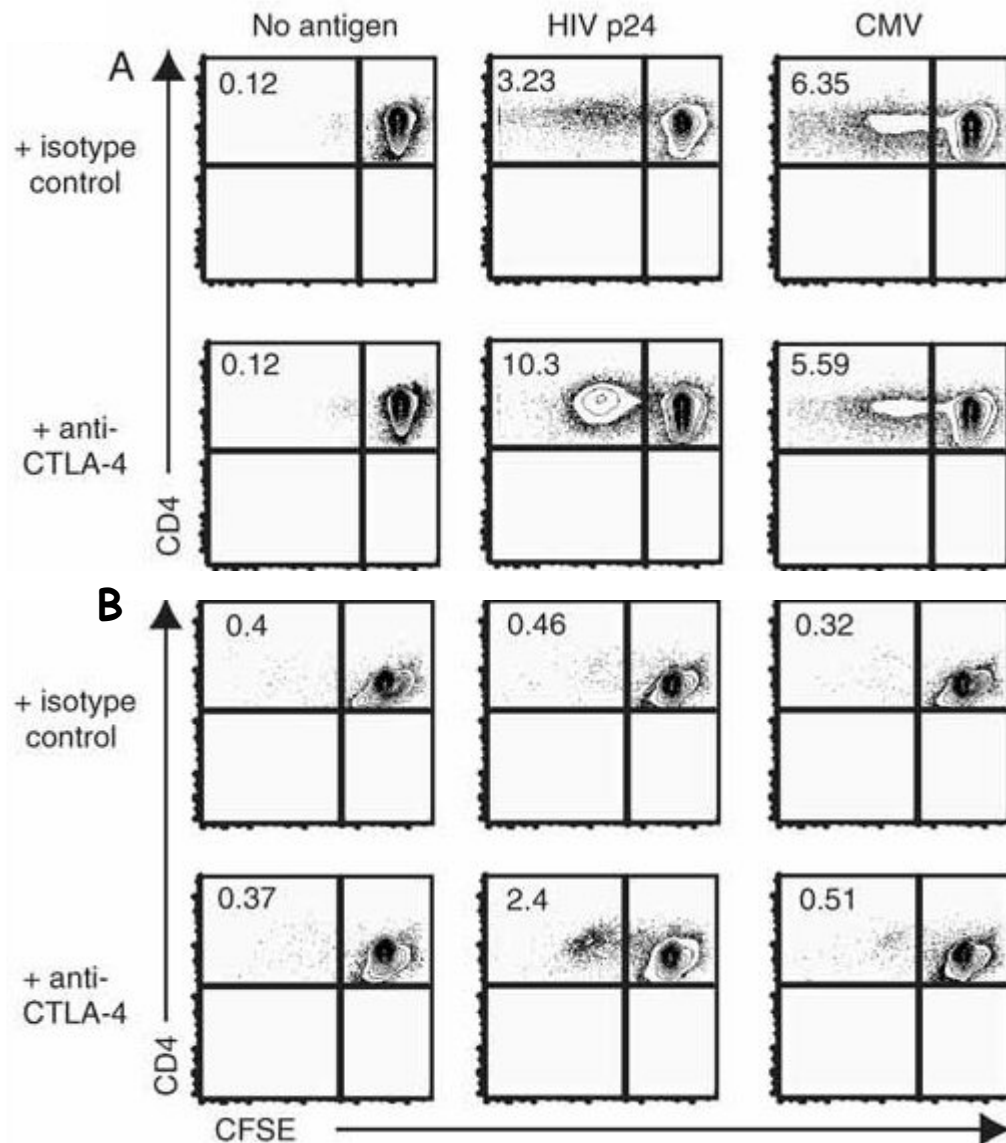 No antigen HIV p24 CMV
A
0.12 3.23 6.35
+ isotype
control
0.12 10.3 5.59
+ anti-
CTLA-4
CD4
B
0.4 0.46 0.32
+ isotype
control
0.37 2.4 0.51
+ anti-
CTLA-4
CD4
CFSE